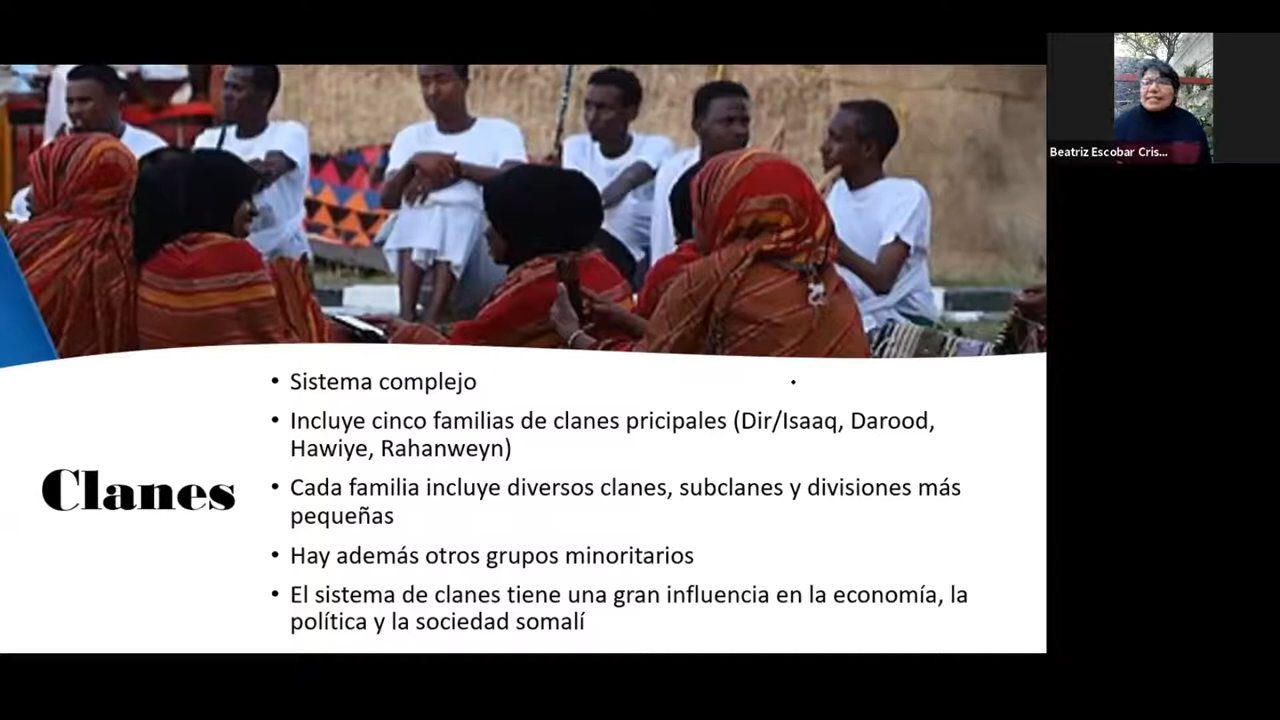 Beatriz Escobar Cris...
Clanes
• Sistema complejo
• Incluye cinco familias de clanes pricipales (Dir/Isaaq, Darood,
Hawiye, Rahanweyn)
• Cada familia incluye diversos clanes, subclanes y divisiones más
pequeñas
• Hay además otros grupos minoritarios
• El sistema de clanes tiene una gran influencia en la economía, la
política y la sociedad somalí